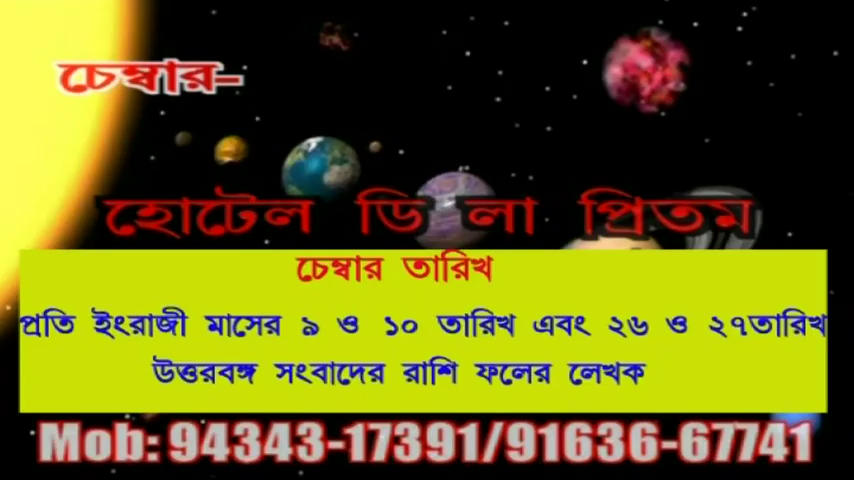 চেম্বার-
হোটেল ডি লা প্রিতম
চেম্বার তারিখ
প্রতি ইংরাজী মাসের ৯ ও ১০ তারিখ এবং ২৬ ও ২৭তারিখ
উত্তরবঙ্গ সংবাদের রাশি ফলের লেখক
Mob: 94343-17391/91636-67741